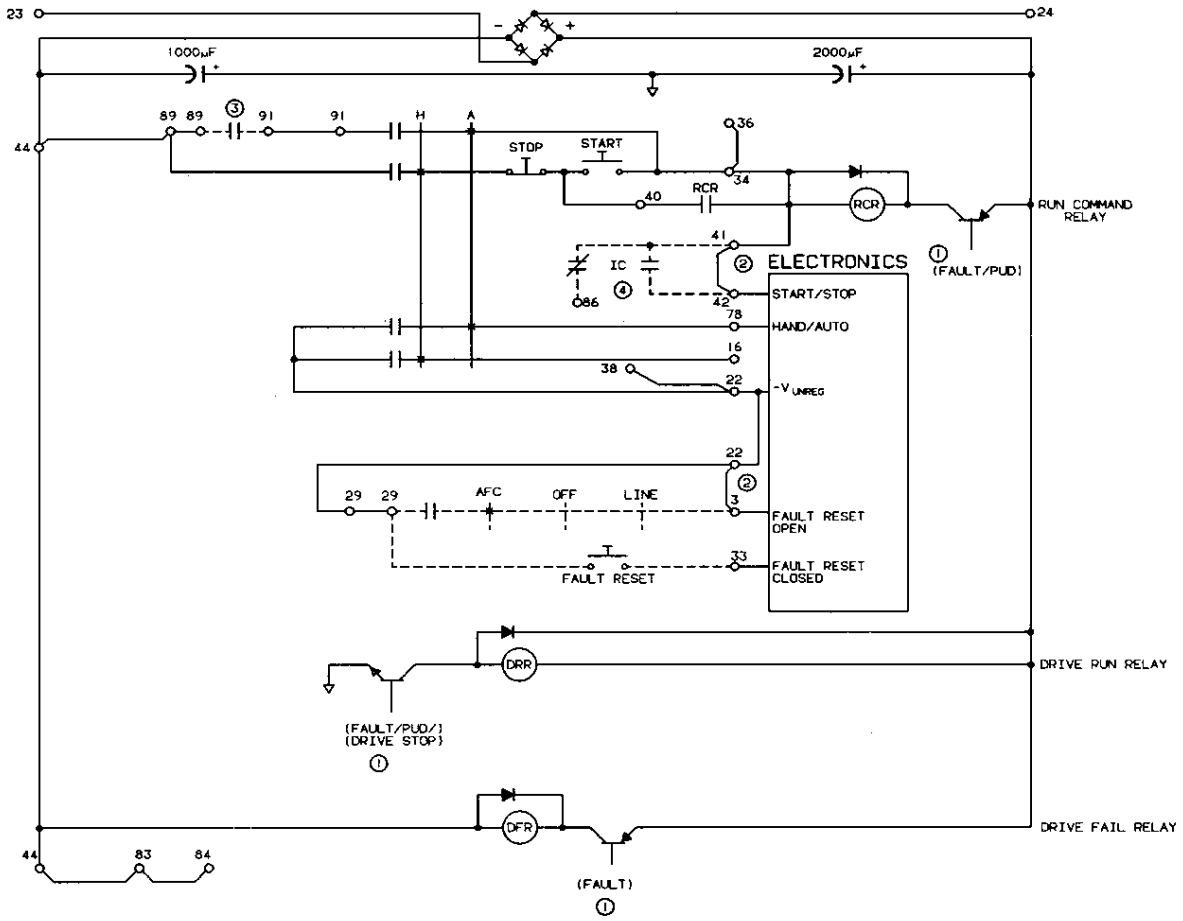 23
24
- +
1000µF +
2000µF +
89 89 ③ 91 91 H A
36
44
STOP START
34
40 RCR
RCR
RUN COMMAND
RELAY
41
②
IC
④
86
42
①
(FAULT/PUD)
ELECTRONICS
START/STOP
78
HAND/AUTO
16
38
22
-V UNREG
22
②
29 29 AFC OFF LINE 3
FAULT RESET
OPEN
33
FAULT RESET
FAULT RESET
CLOSED
DRR
DRIVE RUN RELAY
(FAULT/PUD/)
(DRIVE STOP)
①
DFR
DRIVE FAIL RELAY
44 83 84
(FAULT)
①